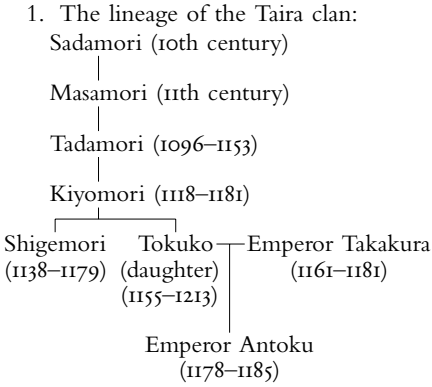 1. The lineage of the Taira clan:
Sadamori (10th century)
Masamori (11th century)
Tadamori (1096–1153)
Kiyomori (1118–1181)
Shigemori Tokuko Emperor Takakura
(1138–1179) (daughter) (1161–1181)
(1155–1213)
Emperor Antoku
(1178–1185)